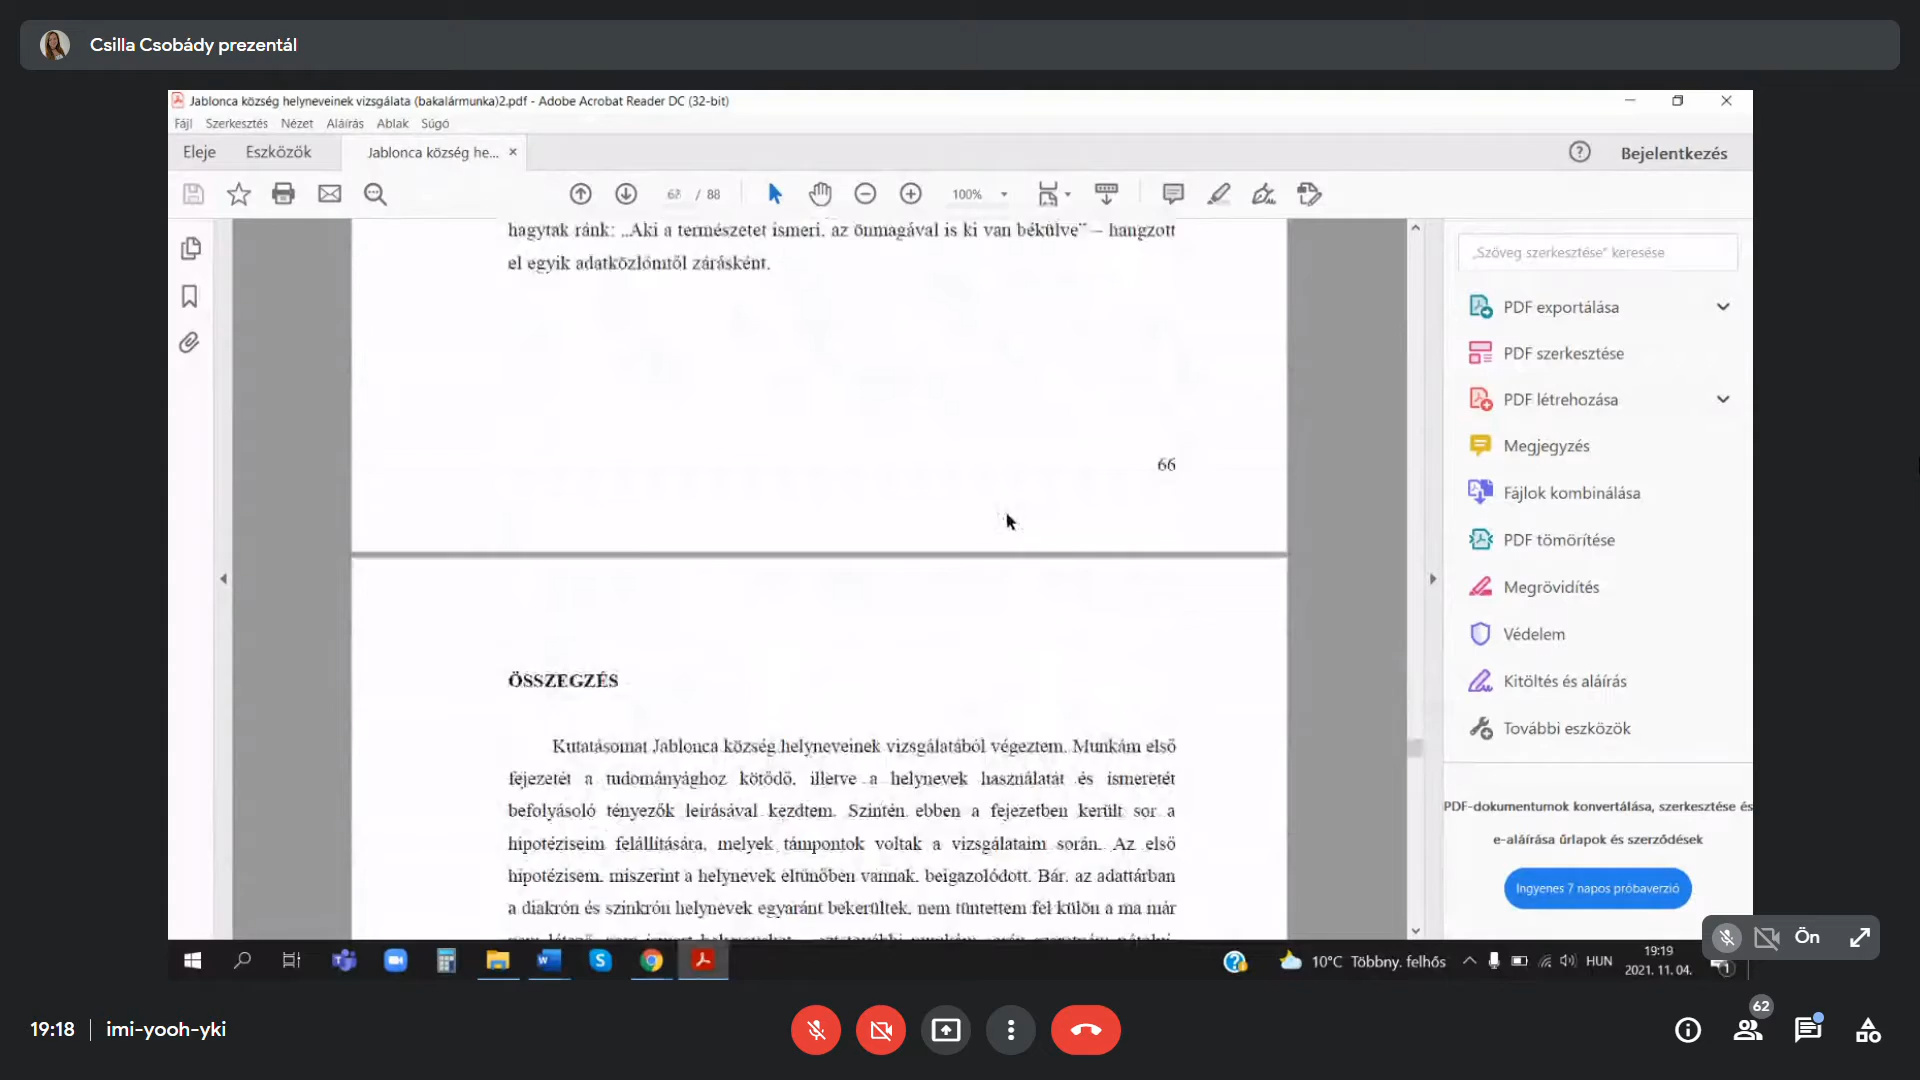 Csilla Csobády prezentál
Jablonca község helyneveinek vizsgálata (bakalármunka)2.pdf - Adobe Acrobat Reader DC (32-bit)
Fájl Szerkesztés Nézet Aláírás Ablak Súgó
Eleje Eszközök Jablonca község he... × Bejelentkezés
/ 88 100%
hagytak ránk: „Aki a természetet ismeri, az önmagával is ki van békülve” – hangzott
el egyik adatközlőmtől zárásként.
66
ÖSSZEGZÉS
Kutatásomat Jablonca község helyneveinek vizsgálatából végeztem. Munkám első
fejezetét a tudományághoz kötődő, illetve a helynevek használatát és ismeretét
befolyásoló tényezők leírásával kezdtem. Szintén ebben a fejezetben került sor a
hipotéziseim felállítására, melyek támpontok voltak a vizsgálataim során. Az első
hipotézisem, miszerint a helynevek eltűnőben vannak, beigazolódott. Bár, az adattárban
a diakrón és szinkrón helynevek egyaránt bekerültek, nem tüntettem fel külön a ma már
„Szöveg szerkesztése” keresése
PDF exportálása
PDF szerkesztése
PDF létrehozása
Megjegyzés
Fájlok kombinálása
PDF tömörítése
Megrövidítés
Védelem
Kitöltés és aláírás
További eszközök
PDF-dokumentumok konvertálása, szerkesztése és
e-aláírása űrlapok és szerződések
Ingyenes 7 napos próbaverzió
Ön
10°C Többny. felhős HUN 19:19
2021. 11. 04.
1
19:18 imi-yooh-yki
62